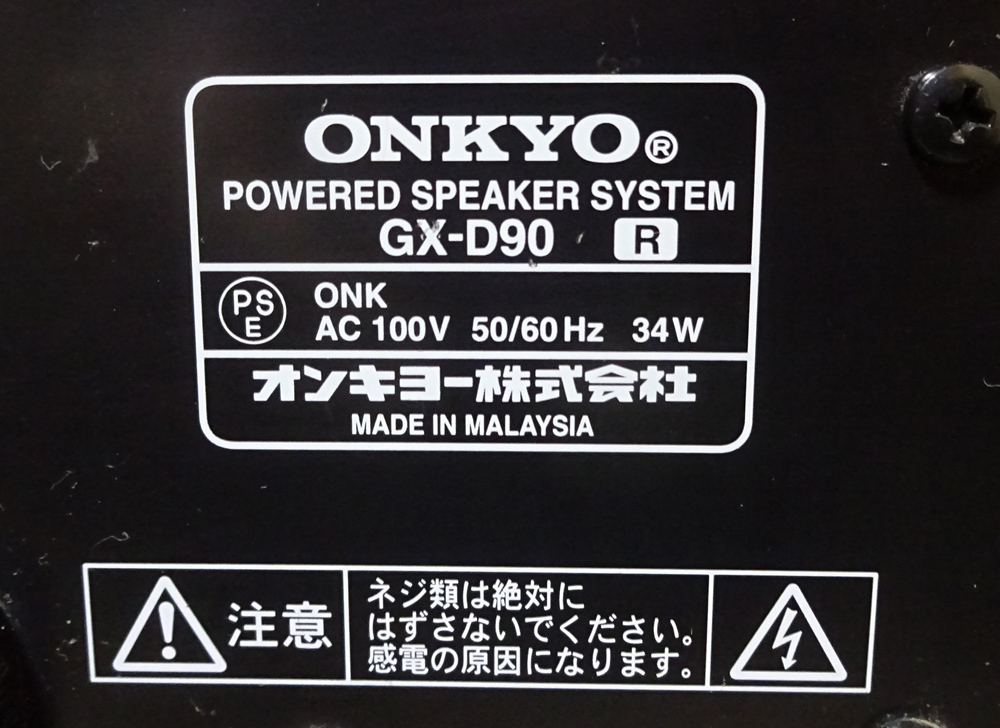 ONKYO®
POWERED SPEAKER SYSTEM
GX-D90 R
PS
E
ONK
AC 100V 50/60Hz 34W
オンキヨー株式会社
MADE IN MALAYSIA
注意
ネジ類は絶対に
はずさないでください。
感電の原因になります。